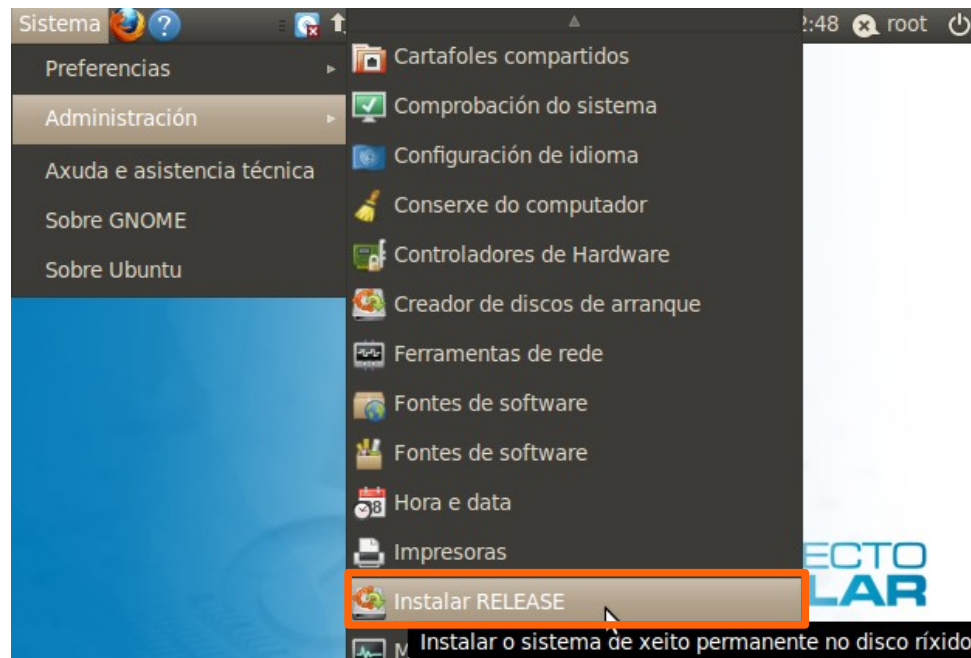 Sistema
:48 root
Preferencias
Administración
Axuda e asistencia técnica
Sobre GNOME
Sobre Ubuntu
Cartafoles compartidos
Comprobación do sistema
Configuración de idioma
Conserxe do computador
Controladores de Hardware
Creador de discos de arranque
Ferramentas de rede
Fontes de software
Fontes de software
Hora e data
Impresoras
Instalar RELEASE
Instalar o sistema de xeito permanente no disco ríxido
ECTO
LAR